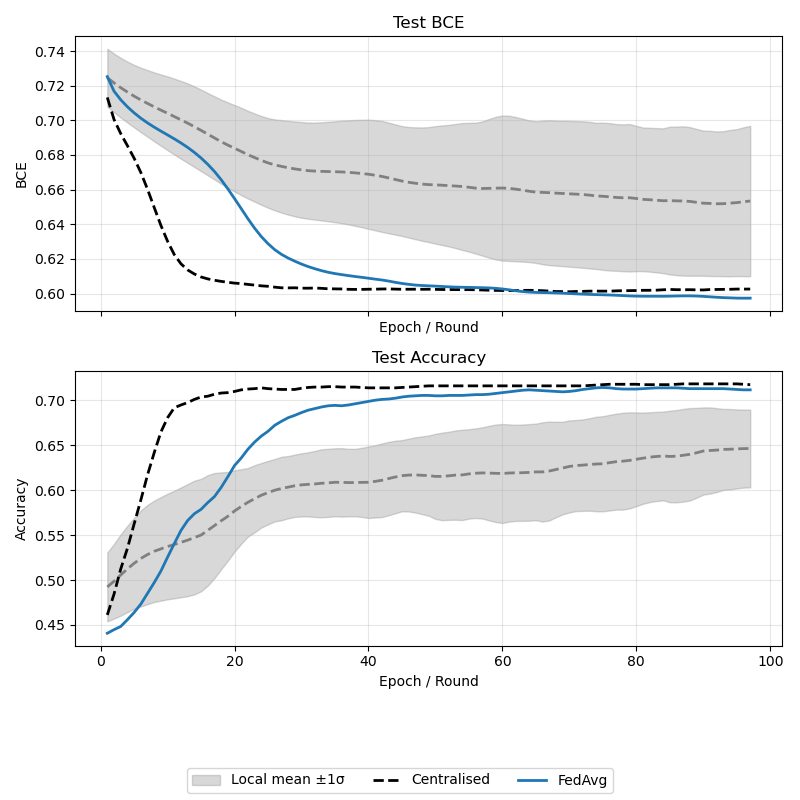 Test BCE
0.74
0.72
0.70
0.68
0.66
0.64
0.62
0.60
BCE
Epoch / Round
Test Accuracy
0.70
0.65
0.60
0.55
0.50
0.45
Accuracy
0 20 40 60 80 100
Epoch / Round
Local mean ±1σ Centralised FedAvg